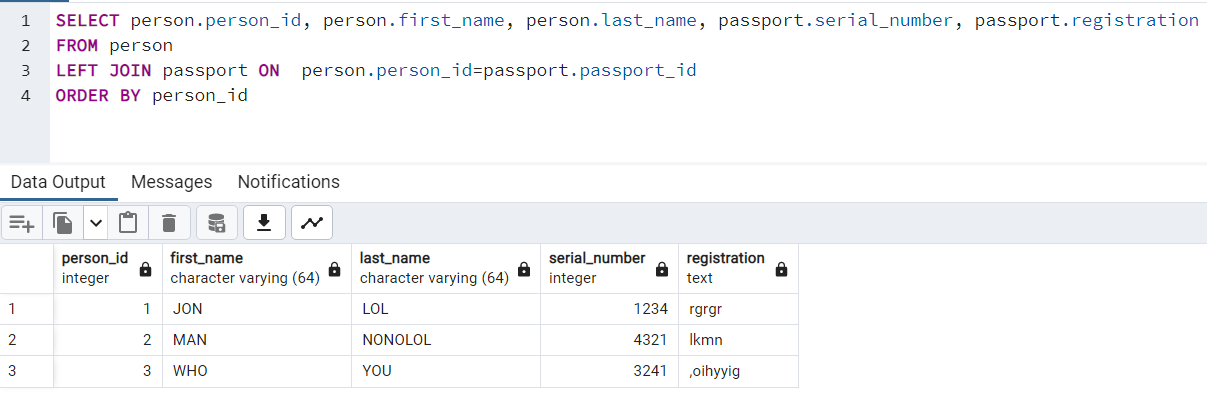 1 SELECT person.person_id, person.first_name, person.last_name, passport.serial_number, passport.registration
2 FROM person
3 LEFT JOIN passport ON  person.person_id=passport.passport_id
4 ORDER BY person_id
Data Output Messages Notifications
person_id first_name last_name serial_number registration
integer character varying (64) character varying (64) integer text
1 1 JON LOL 1234 rgrgr
2 2 MAN NONOLOL 4321 lkmn
3 3 WHO YOU 3241 ,oihyyig